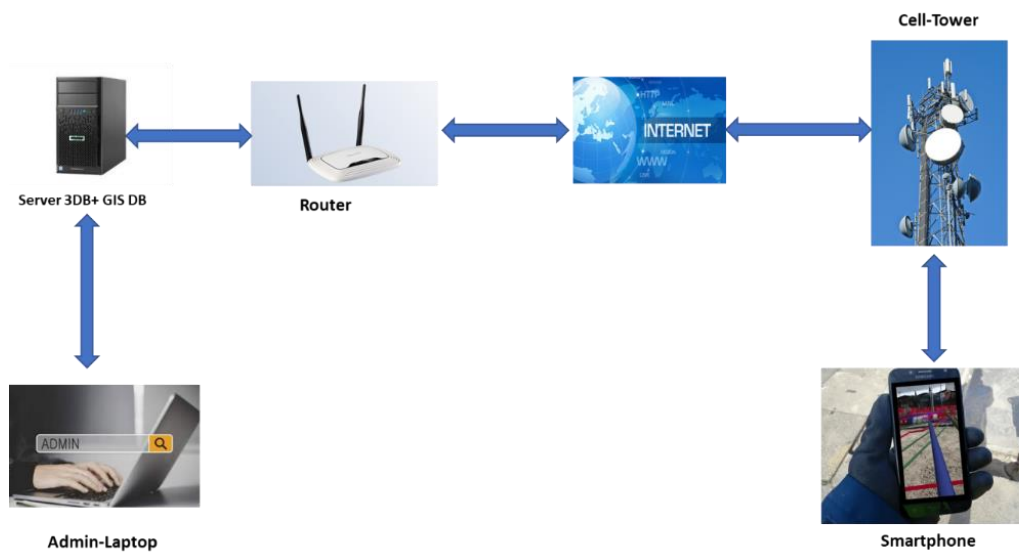 Cell-Tower
HTTP
INTERNET
WWW
Server 3DB+ GIS DB
Router
ADMIN
Admin-Laptop
Smartphone